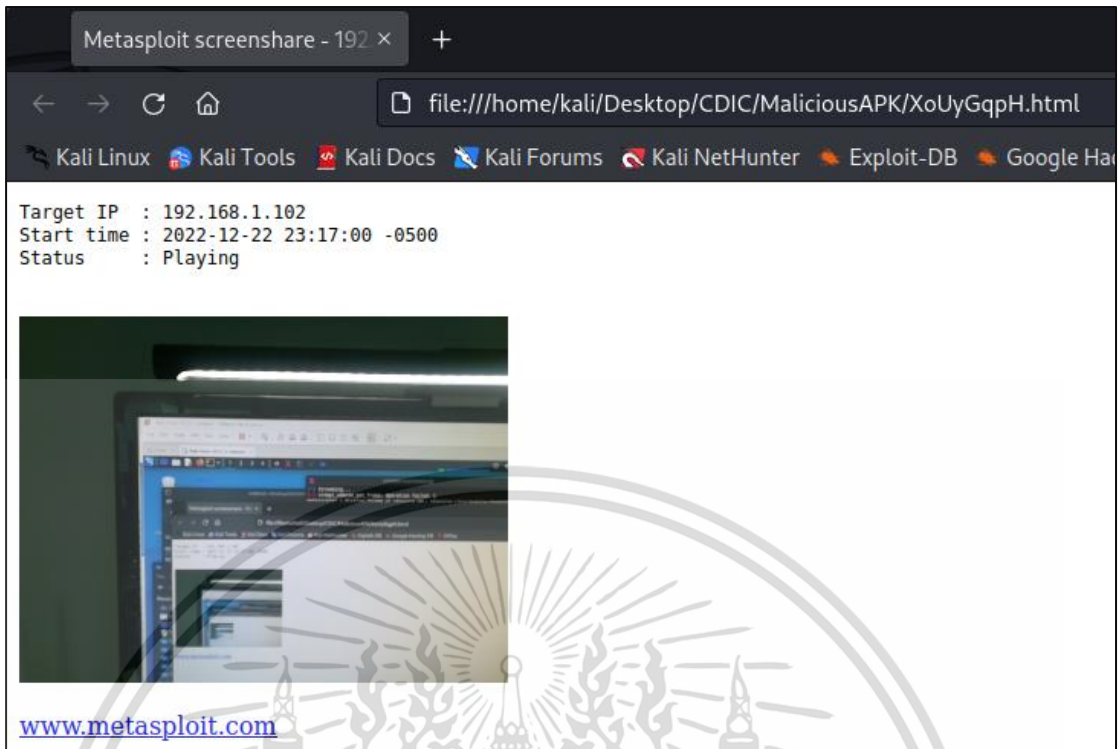 Metasploit screenshare - 192
file:///home/kali/Desktop/CDIC/MaliciousAPK/XoUyGqpH.html
Kali Linux Kali Tools Kali Docs Kali Forums Kali NetHunter Exploit-DB Google Ha
Target IP : 192.168.1.102
Start time : 2022-12-22 23:17:00 -0500
Status : Playing
www.metasploit.com